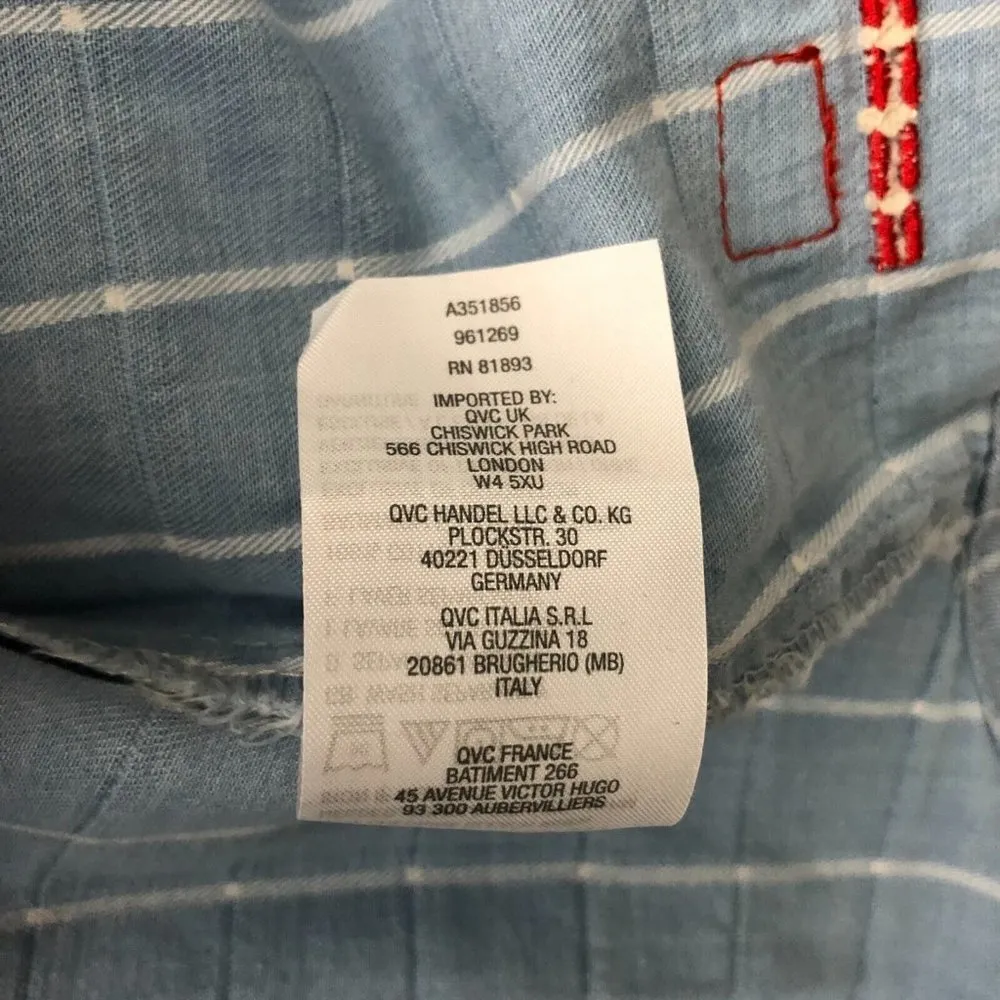 A351856
961269
RN 81893
IMPORTED BY:
QVC UK
CHISWICK PARK
566 CHISWICK HIGH ROAD
LONDON
W4 5XU
QVC HANDEL LLC & CO. KG
PLOCKSTR. 30
40221 DÜSSELDORF
GERMANY
QVC ITALIA S.R.L
VIA GUZZINA 18
20861 BRUGHERIO (MB)
ITALY
QVC FRANCE
BATIMENT 266
45 AVENUE VICTOR HUGO
93 300 AUBERVILLIERS